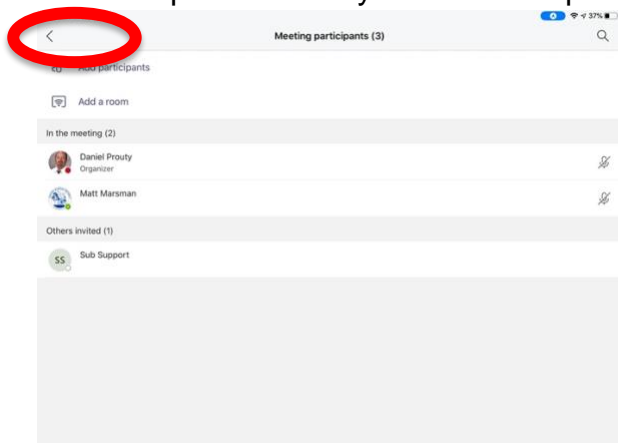 37%
Meeting participants (3)
participants
Add a room
In the meeting (2)
Daniel Prouty
Organizer
Matt Marsman
Others invited (1)
SS
Sub Support